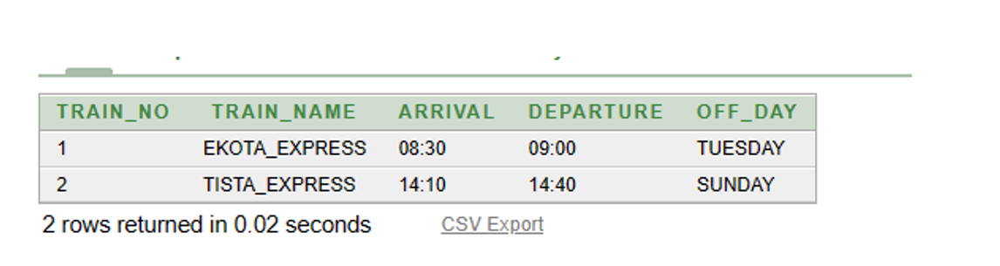 TRAIN_NO TRAIN_NAME ARRIVAL DEPARTURE OFF_DAY
1 EKOTA_EXPRESS 08:30 09:00 TUESDAY
2 TISTA_EXPRESS 14:10 14:40 SUNDAY
2 rows returned in 0.02 seconds CSV Export